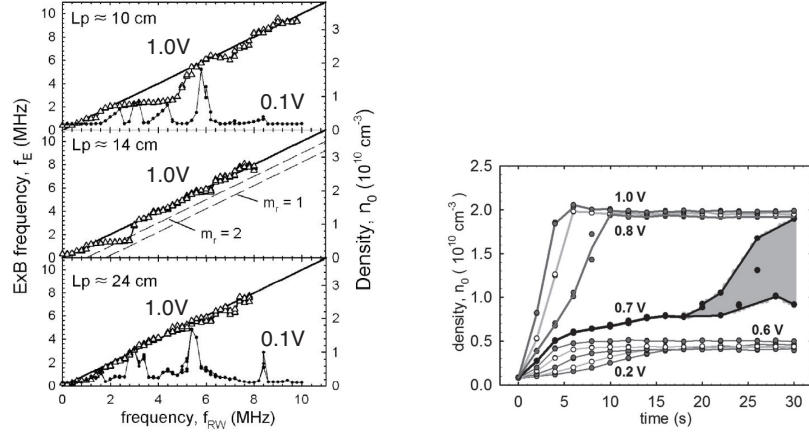 Lp ≈ 10 cm
1.0V
0.1V
10
8
6
4
2
0
3
2
1
0
Lp ≈ 14 cm
1.0V
m_r = 1
m_r = 2
10
8
6
4
2
0
3
2
1
0
Lp ≈ 24 cm
1.0V
0.1V
10
8
6
4
2
0
3
2
1
0
0 2 4 6 8 10
frequency, f_RW (MHz)
ExB frequency, f_E (MHz)
Density, n_0 (10^10 cm^-3)
2.5
2.0
1.5
1.0
0.5
0.0
1.0 V
0.8 V
0.7 V
0.6 V
0.2 V
0 5 10 15 20 25 30
time (s)
density, n_0 (10^10 cm^-3)